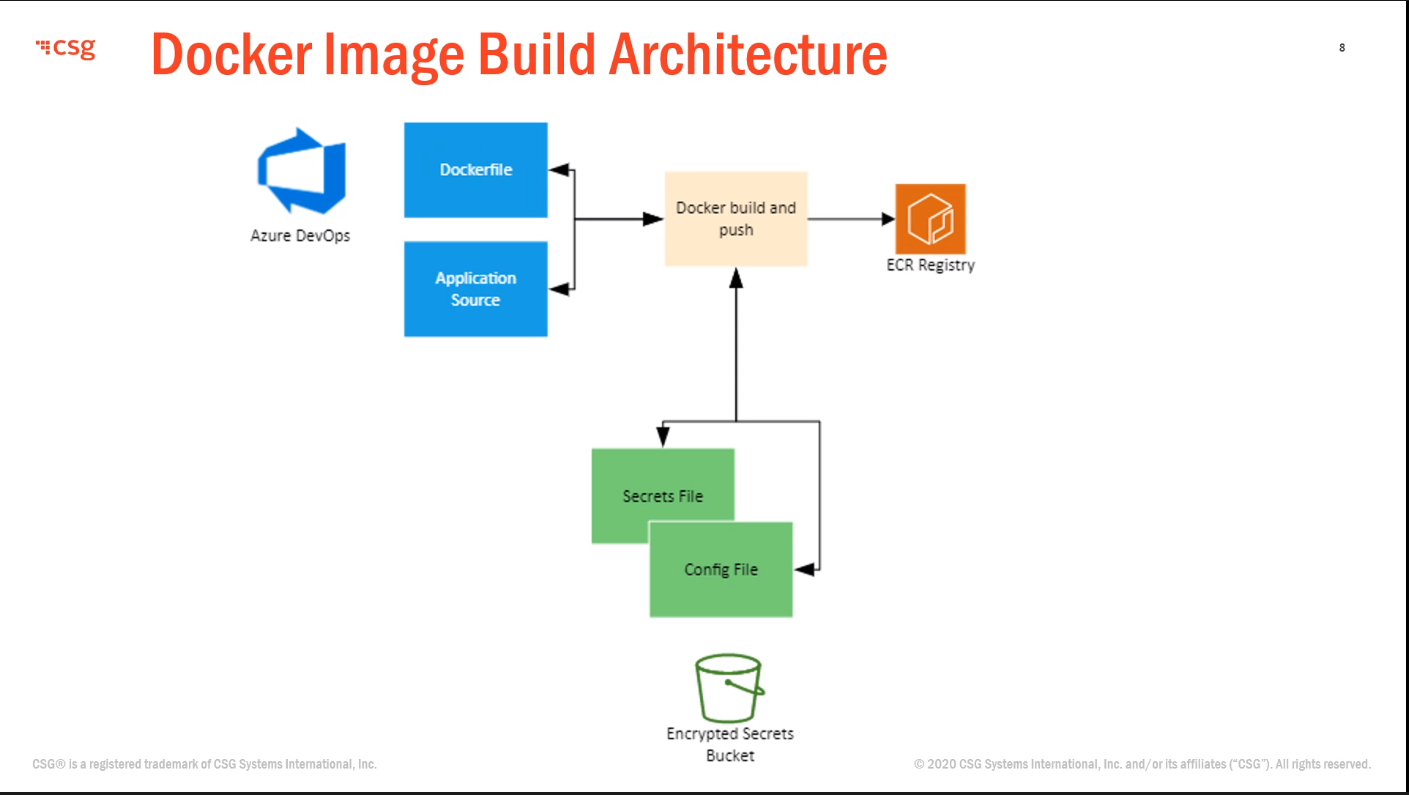 csg
Docker Image Build Architecture
8
Azure DevOps
Dockerfile
Application
Source
Docker build and
push
ECR Registry
Secrets File
Config File
Encrypted Secrets
Bucket
CSG® is a registered trademark of CSG Systems International, Inc.
© 2020 CSG Systems International, Inc. and/or its affiliates (“CSG”). All rights reserved.